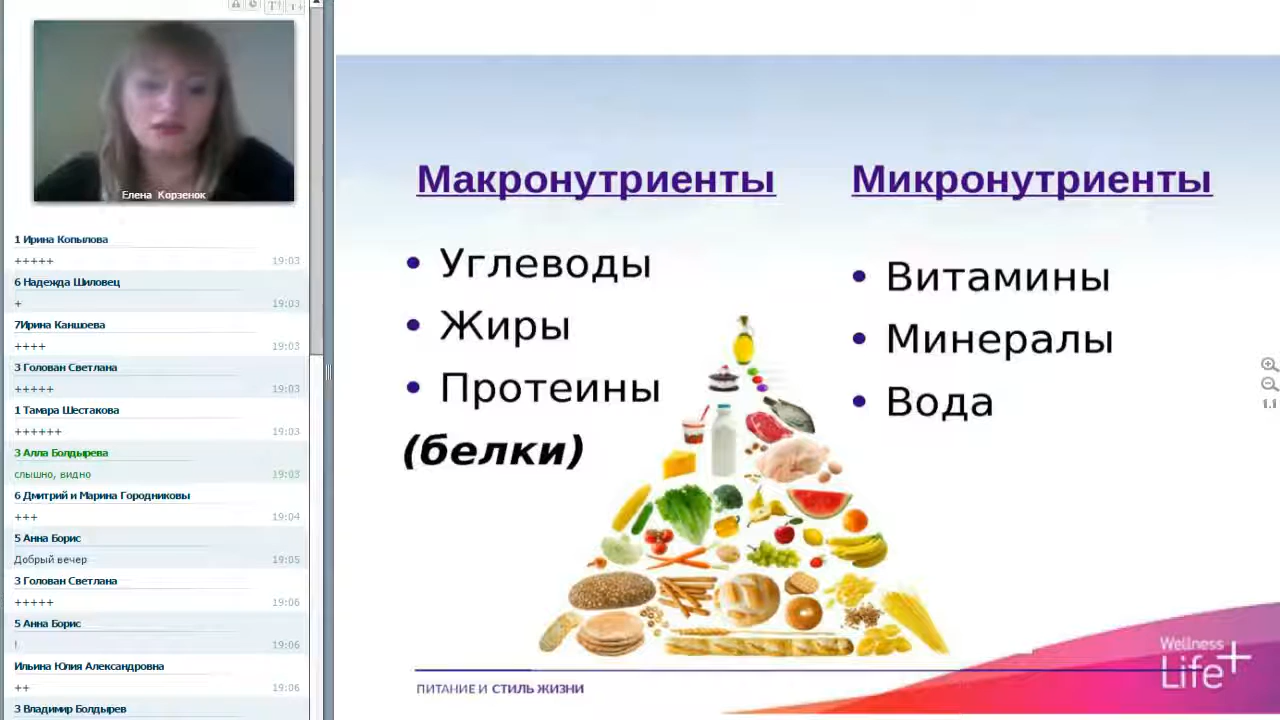 Елена Корзенок
1 Ирина Копылова
+++++ 19:03
6 Надежда Шиловец
+ 19:03
7Ирина Каншоева
++++ 19:03
3 Голован Светлана
+++++ 19:03
1 Тамара Шестакова
++++++ 19:03
3 Алла Болдырева
слышно, видно 19:03
6 Дмитрий и Марина Городниковы
+++ 19:04
5 Анна Борис
Добрый вечер 19:05
3 Голован Светлана
+++++ 19:06
5 Анна Борис
! 19:06
Ильина Юлия Александровна
++ 19:06
3 Владимир Болдырев
Макронутриенты
• Углеводы
• Жиры
• Протеины
(белки)
Микронутриенты
• Витамины
• Минералы
• Вода
1.1
ПИТАНИЕ И СТИЛЬ ЖИЗНИ
Wellness
Life+